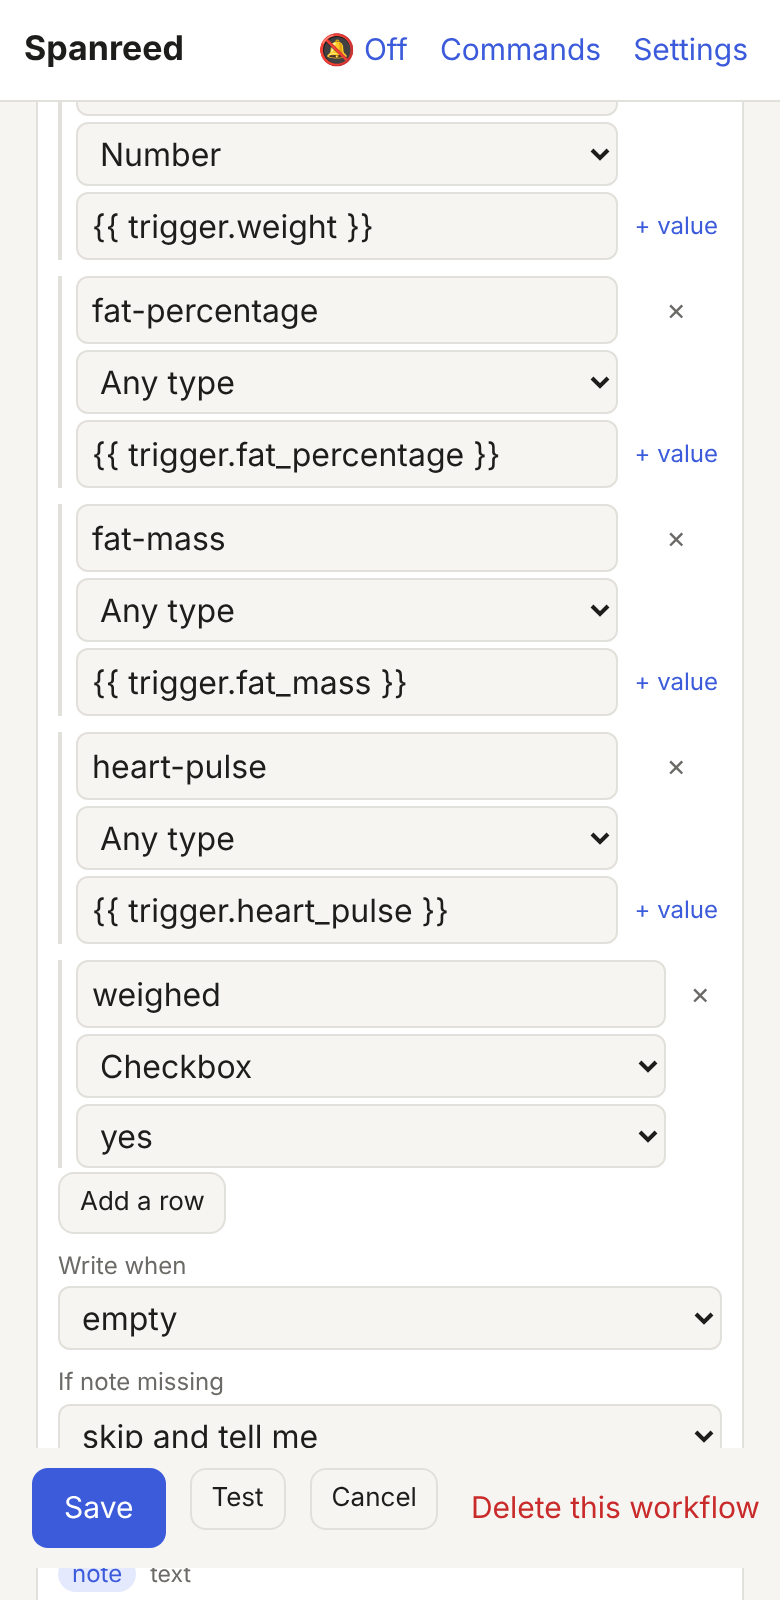 Spanreed
Off Commands Settings
Number
{{ trigger.weight }} + value
fat-percentage ×
Any type
{{ trigger.fat_percentage }} + value
fat-mass ×
Any type
{{ trigger.fat_mass }} + value
heart-pulse ×
Any type
{{ trigger.heart_pulse }} + value
weighed ×
Checkbox
yes
Add a row
Write when
empty
If note missing
skip and tell me
Save Test Cancel Delete this workflow
note text